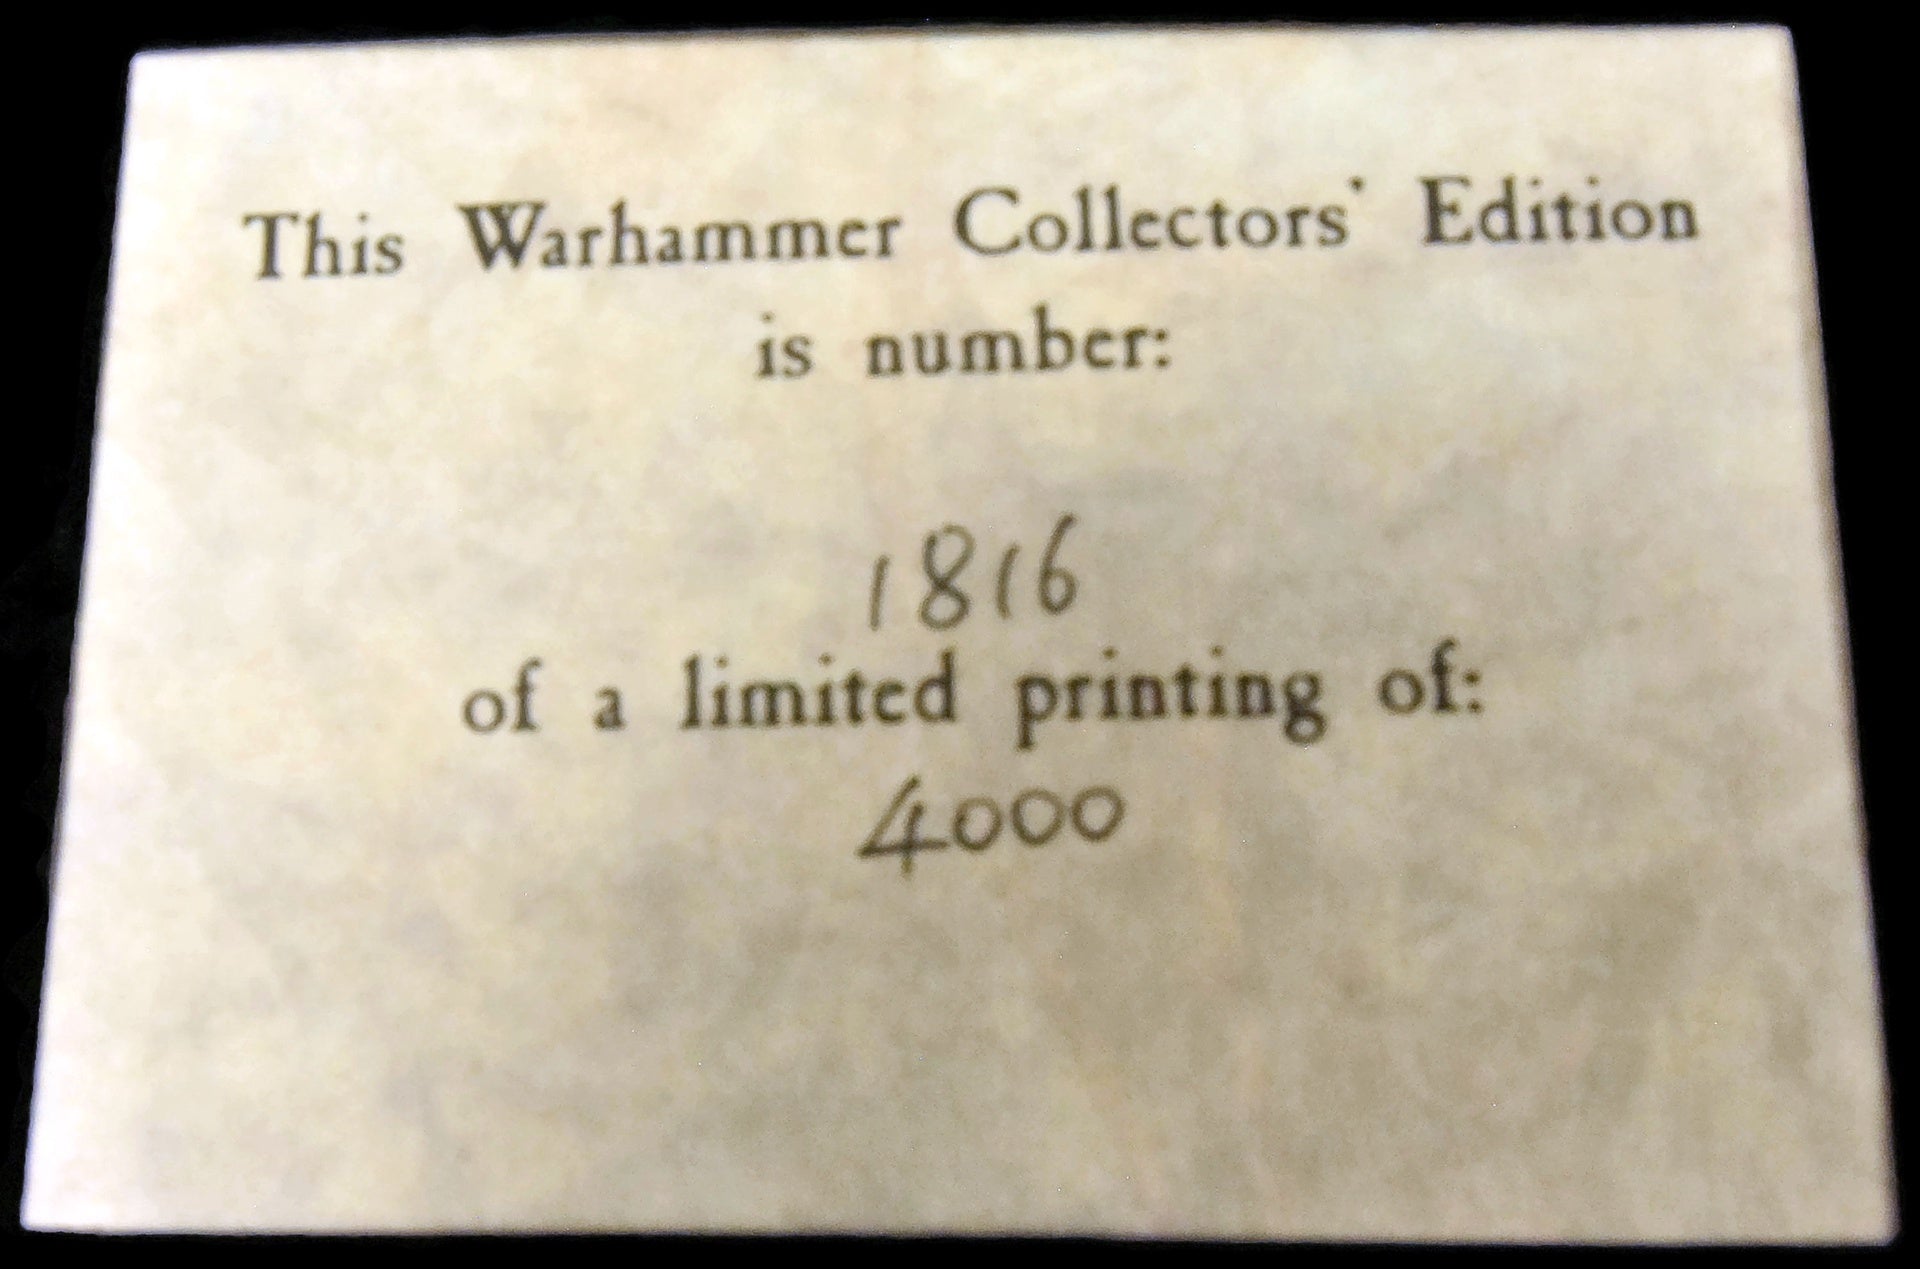 This Warhammer Collectors' Edition
is number:
1816
of a limited printing of:
4000